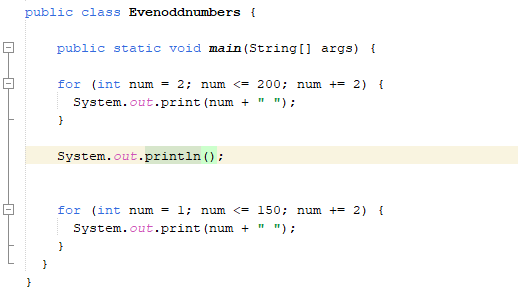 public class Evenoddnumbers {
public static void main(String[] args) {
for (int num = 2; num <= 200; num += 2) {
System.out.print(num + " ");
}
System.out.println();
for (int num = 1; num <= 150; num += 2) {
System.out.print(num + " ");
}
}
}